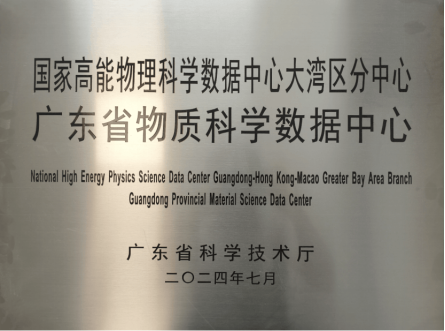 国家高能物理科学数据中心大湾区分中心
广东省物质科学数据中心
National High Energy Physics Science Data Center Guangdong-Hong Kong-Macao Greater Bay Area Branch
Guangdong Provincial Material Science Data Center
广东省科学技术厅
二〇二四年七月